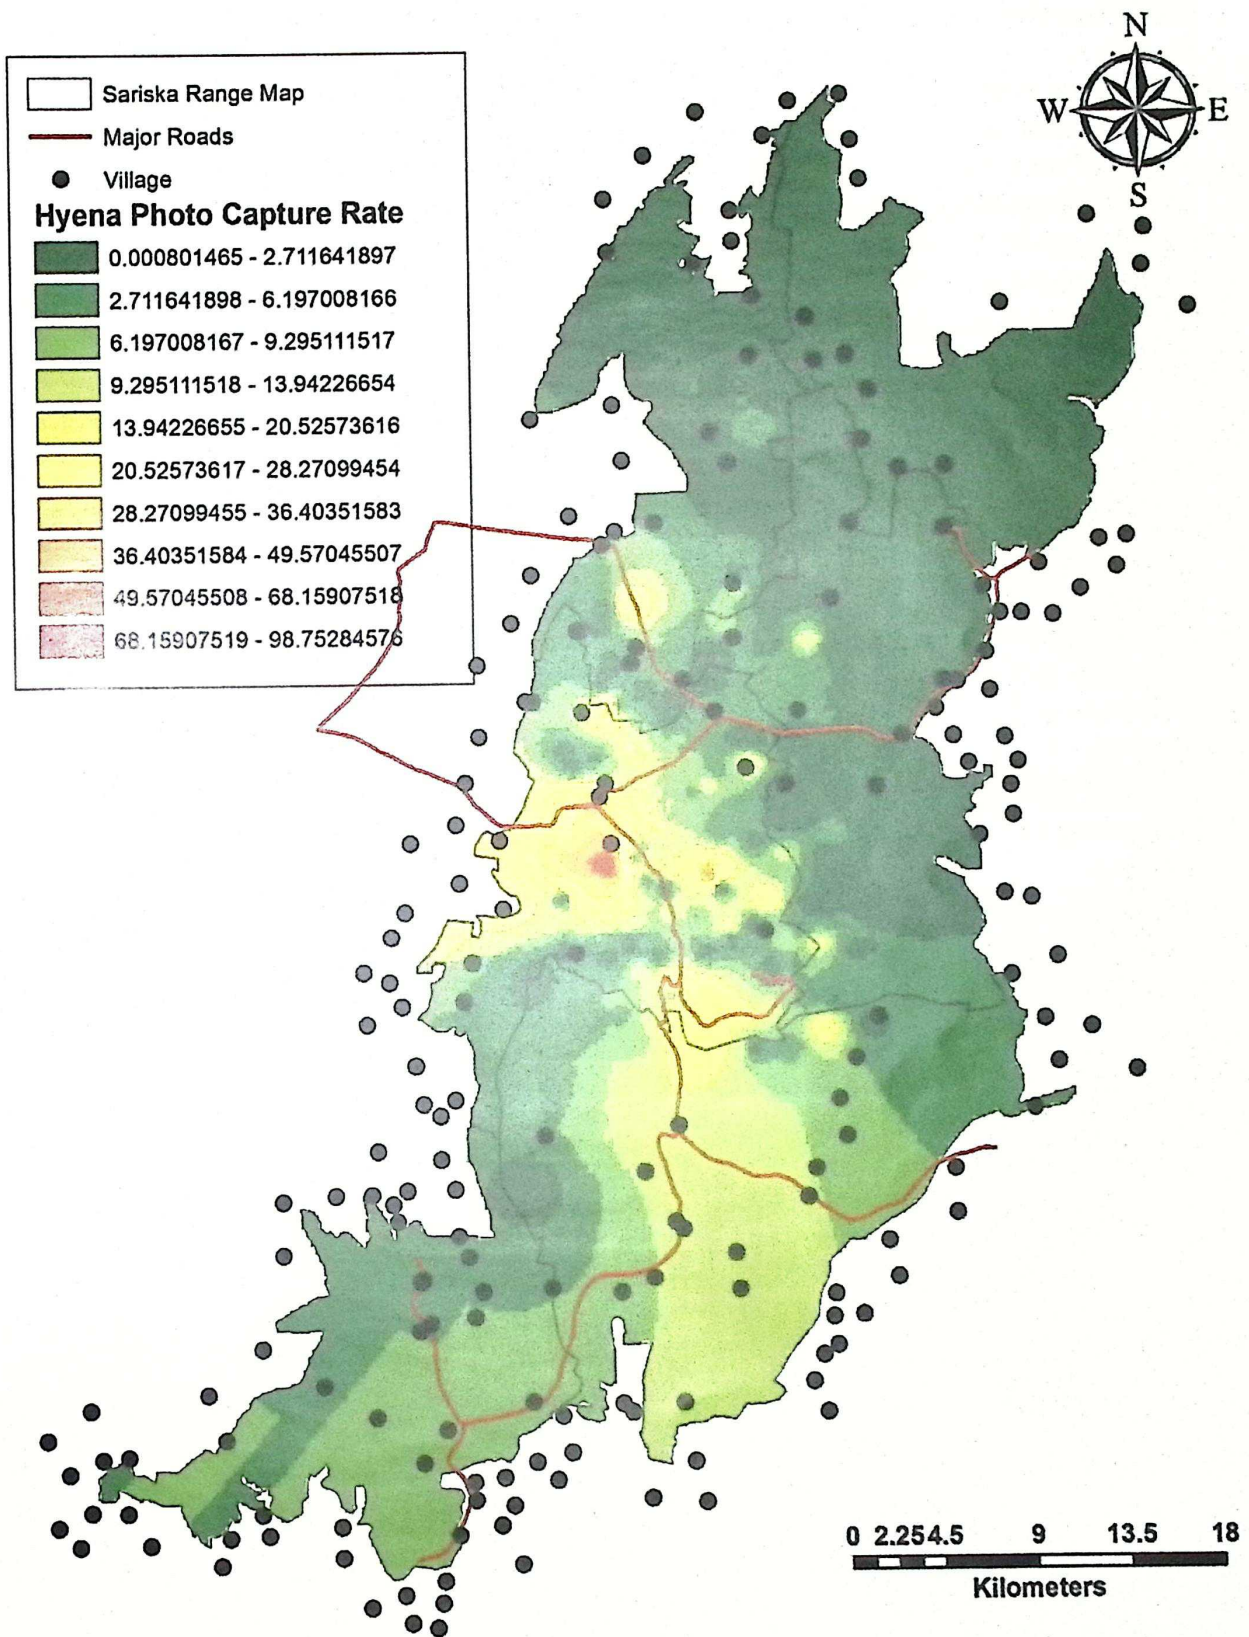 N
W E
S
Sariska Range Map
Major Roads
Village
Hyena Photo Capture Rate
0.000801465 - 2.711641897
2.711641898 - 6.197008166
6.197008167 - 9.295111517
9.295111518 - 13.94226654
13.94226655 - 20.52573616
20.52573617 - 28.27099454
28.27099455 - 36.40351583
36.40351584 - 49.57045507
49.57045508 - 68.15907518
68.15907519 - 98.75284576
0 2.25 4.5 9 13.5 18
Kilometers